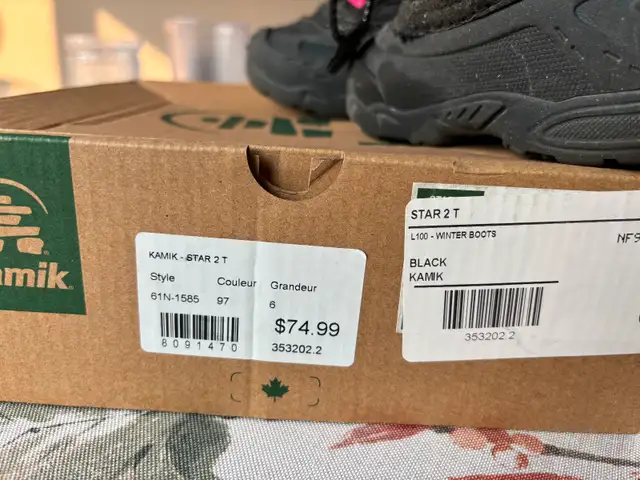 kamik
KAMIK - STAR 2 T
Style Couleur Grandeur
61N-1585 97 6
$74.99
8091470
353202.2
STAR 2 T
L100 - WINTER BOOTS
BLACK
KAMIK
353202.2